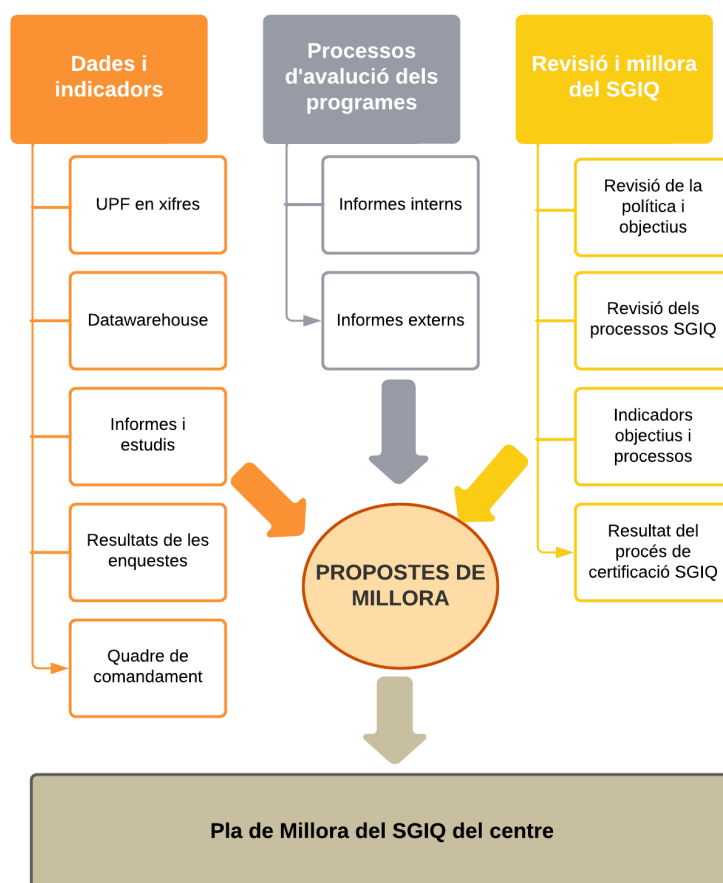 Dades i
indicadors
UPF en xifres
Datawarehouse
Informes i
estudis
Resultats de les
enquestes
Quadre de
comandament
Processos
d'avalució dels
programes
Informes interns
Informes externs
Revisió i millora
del SGIQ
Revisió de la
política i
objectius
Revisió dels
processos SGIQ
Indicadors
objectius i
processos
Resultat del
procés de
certificació SGIQ
PROPOSTES DE
MILLORA
Pla de Millora del SGIQ del centre